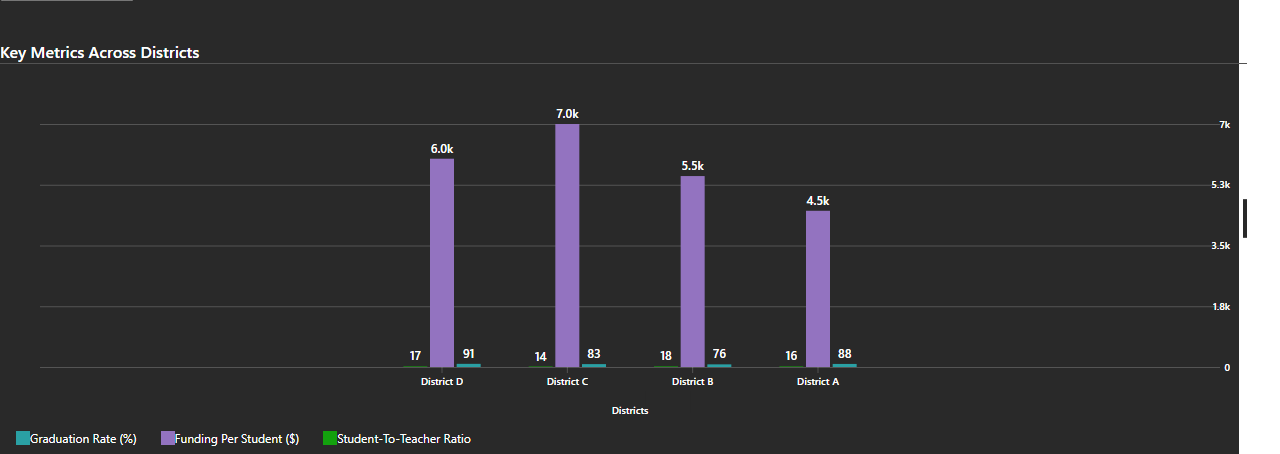 Key Metrics Across Districts
7.0k
7k
6.0k
5.5k
5.3k
4.5k
3.5k
1.8k
17 91 14 83 18 76 16 88
0
District D District C District B District A
Districts
Graduation Rate (%) Funding Per Student ($) Student-To-Teacher Ratio